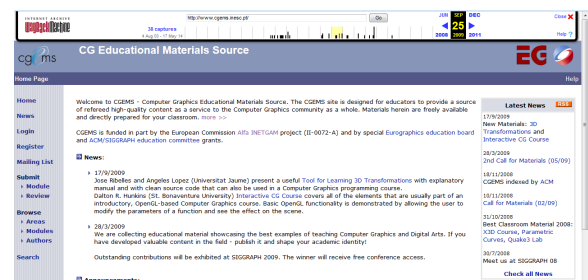 INTERNET ARCHIVE
WayBackMachine
http://www.cgems.inesc.pt/
Go
JUN SEP DEC
Close
38 captures
25
4 Aug 03 - 17 May 14
2008 2009 2011
Help ?
cgems
CG Educational Materials Source
EG
Home Page
Help
Home
News
Login
Register
Mailing List
Submit
Module
Review
Browse
Areas
Modules
Authors
Search
Welcome to CGEMS - Computer Graphics Educational Materials Source. The CGEMS site is designed for educators to provide a source
of refereed high-quality content as a service to the Computer Graphics community as a whole. Materials herein are freely available
and directly prepared for your classroom. more >>
CGEMS is funded in part by the European Commission Alfa INETGAM project (II-0072-A) and by special Eurographics education board
and ACM/SIGGRAPH education committee grants.
News:
17/9/2009
Jose Ribelles and Angeles Lopez (Universitat Jaume) present a useful Tool for Learning 3D Transformations with explanatory
manual and with clean source code that can also be used in a Computer Graphics programming course.
Dalton R. Hunkins (St. Bonaventure University) Interactive CG Course covers all of the elements that are usually part of an
introductory, OpenGL-based Computer Graphics course. Basic OpenGL functionality is demonstrated by allowing the user to
modify the parameters of a function and see the effect on the scene.
28/3/2009
We are collecting educational material showcasing the best examples of teaching Computer Graphics and Digital Arts. If you
have developed valuable content in the field - publish it and shape your academic identity!
Outstanding contributions will be exhibited at SIGGRAPH 2009. The winner will receive free conference access.
Announcements:
Latest News RSS
17/9/2009
New Materials: 3D
Transformations and
Interactive CG Course
28/3/2009
2nd Call for Materials (05/09)
18/11/2008
CGEMS indexed by ACM
10/11/2008
Call for Materials (02/09)
31/10/2008
Best Classroom Material 2008:
X3D Course, Parametric
Curves, Quake3 Lab
30/7/2008
Meet us at SIGGRAPH 08
Check all News